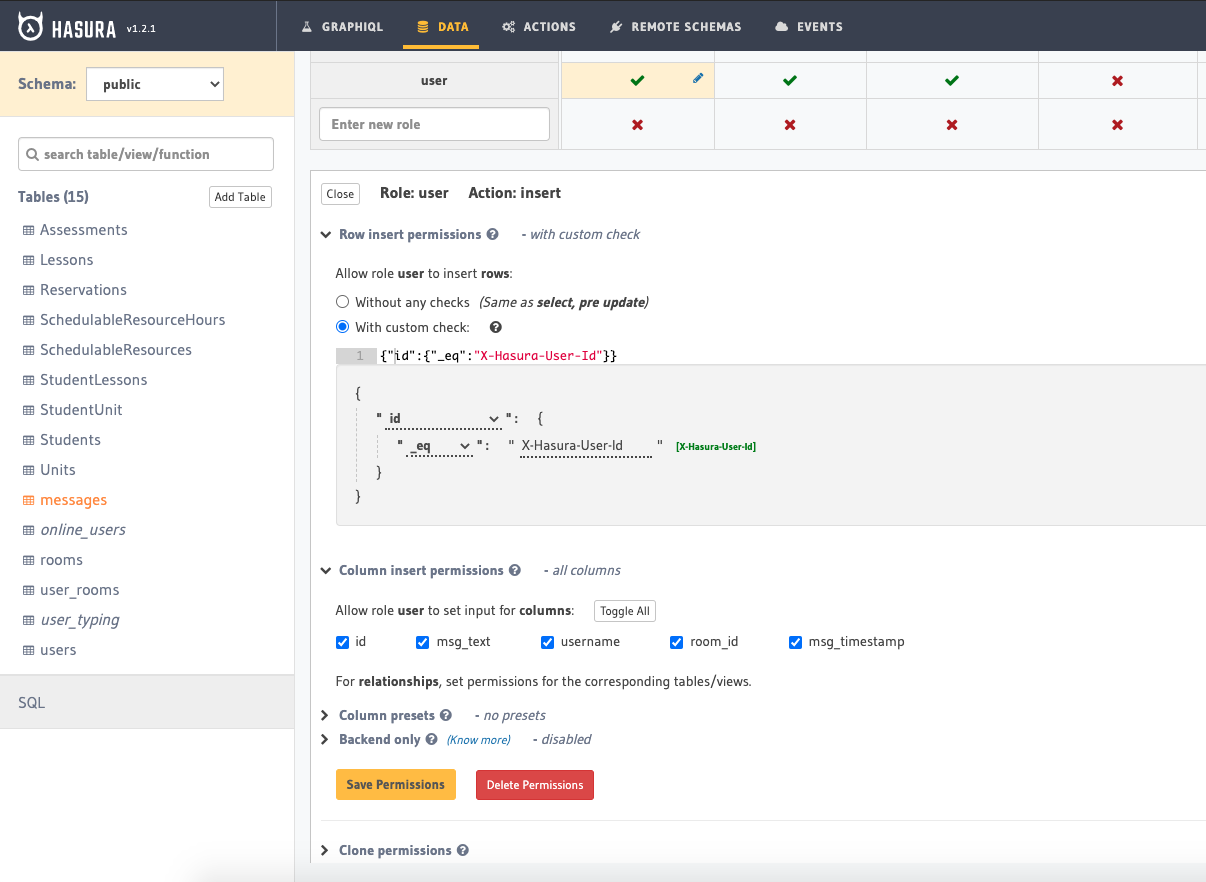 HASURA v1.2.1
GRAPHIQL DATA ACTIONS REMOTE SCHEMAS EVENTS
Schema: public
search table/view/function
Tables (15) Add Table
Assessments
Lessons
Reservations
SchedulableResourceHours
SchedulableResources
StudentLessons
StudentUnit
Students
Units
messages
online_users
rooms
user_rooms
user_typing
users
SQL
user
Enter new role
Close Role: user Action: insert
Row insert permissions - with custom check
Allow role user to insert rows:
Without any checks (Same as select, pre update)
With custom check:
1 {"id":{"_eq":"X-Hasura-User-Id"}}
{
" id " : {
" _eq " : " X-Hasura-User-Id " [X-Hasura-User-Id]
}
}
Column insert permissions - all columns
Allow role user to set input for columns: Toggle All
id msg_text username room_id msg_timestamp
For relationships, set permissions for the corresponding tables/views.
Column presets - no presets
Backend only (Know more) - disabled
Save Permissions Delete Permissions
Clone permissions